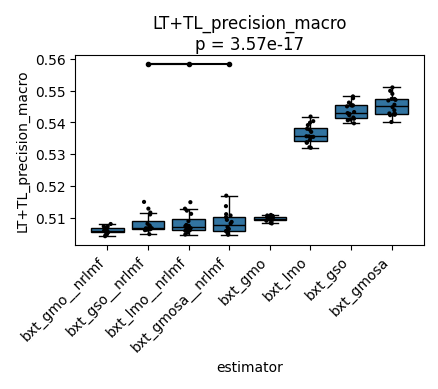 LT+TL_precision_macro
p = 3.57e-17
LT+TL_precision_macro
0.56
0.55
0.54
0.53
0.52
0.51
bxt_gmo__nrlmf
bxt_gso__nrlmf
bxt_lmo__nrlmf
bxt_gmosa__nrlmf
bxt_gmo
bxt_lmo
bxt_gso
bxt_gmosa
estimator